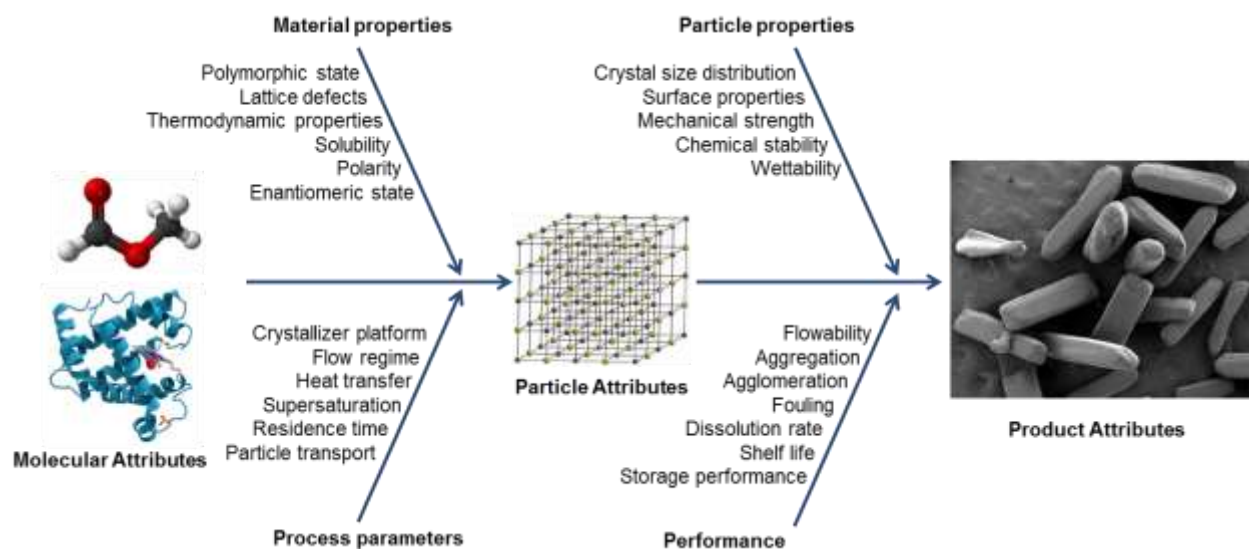 Material properties
Polymorphic state
Lattice defects
Thermodynamic properties
Solubility
Polarity
Enantiomeric state
Particle properties
Crystal size distribution
Surface properties
Mechanical strength
Chemical stability
Wettability
Molecular Attributes
Particle Attributes
Product Attributes
Crystallizer platform
Flow regime
Heat transfer
Supersaturation
Residence time
Particle transport
Process parameters
Flowability
Aggregation
Agglomeration
Fouling
Dissolution rate
Shelf life
Storage performance
Performance